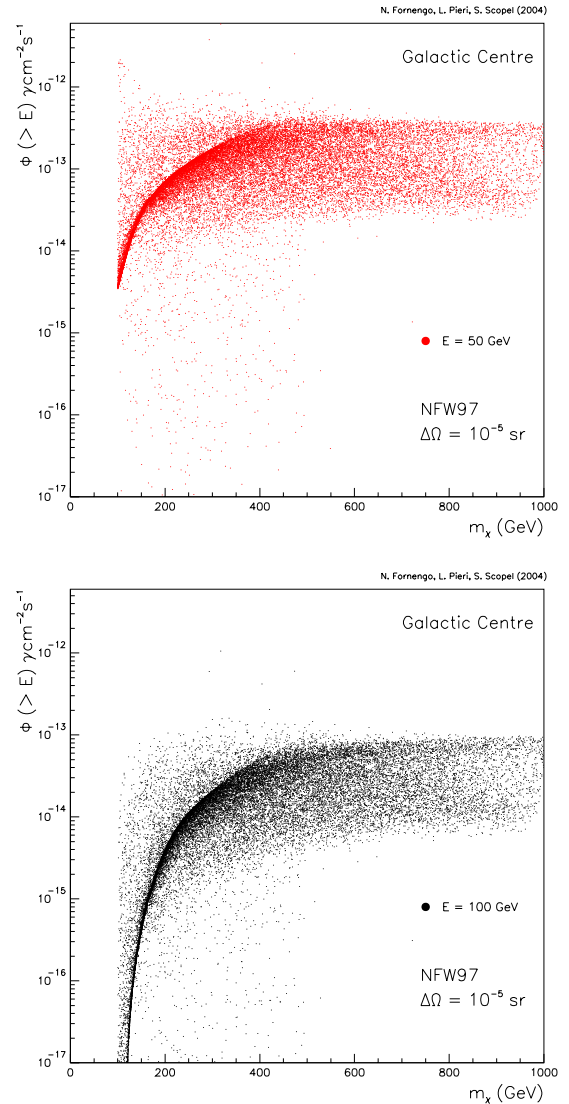 N. Fornengo, L. Pieri, S. Scopel (2004)
Φ (> E) γcm⁻²s⁻¹
Galactic Centre
10⁻¹²
10⁻¹³
10⁻¹⁴
10⁻¹⁵
E = 50 GeV
10⁻¹⁶
NFW97
ΔΩ = 10⁻⁵ sr
10⁻¹⁷
0 200 400 600 800 1000
mχ (GeV)
N. Fornengo, L. Pieri, S. Scopel (2004)
Φ (> E) γcm⁻²s⁻¹
Galactic Centre
10⁻¹²
10⁻¹³
10⁻¹⁴
10⁻¹⁵
E = 100 GeV
10⁻¹⁶
NFW97
ΔΩ = 10⁻⁵ sr
10⁻¹⁷
0 200 400 600 800 1000
mχ (GeV)